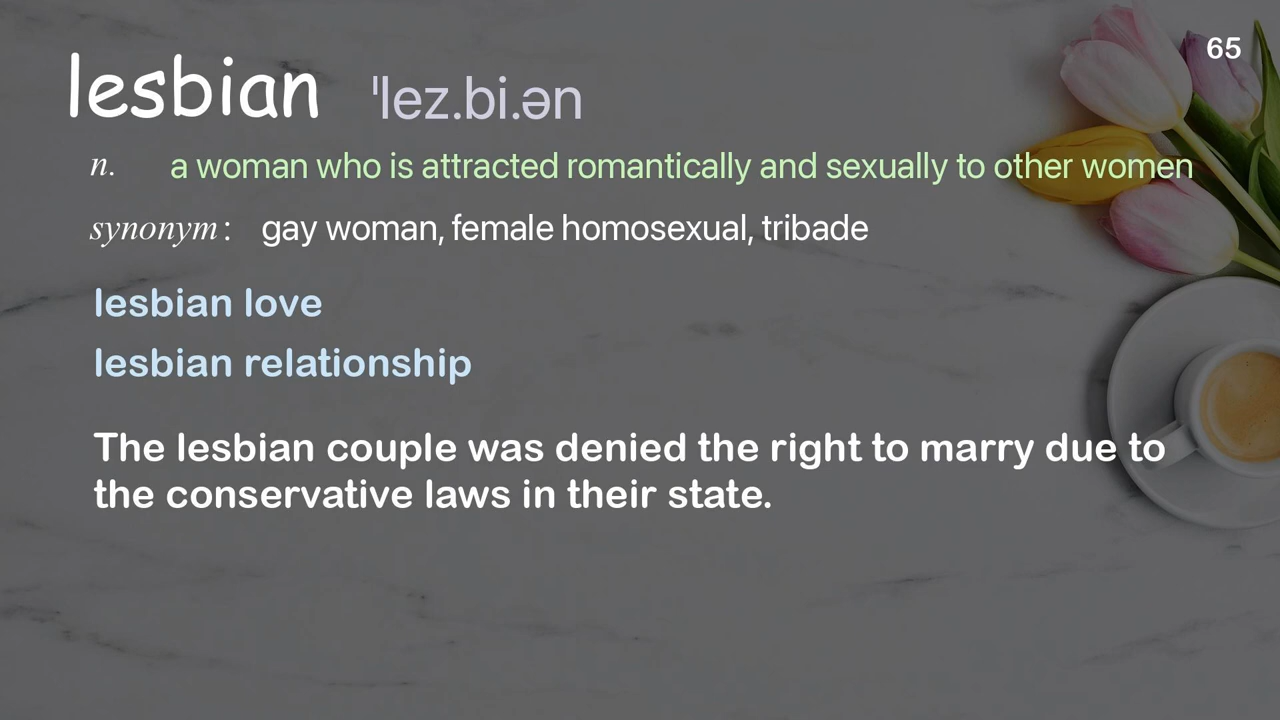 65
lesbian ˈlez.bi.ən
n. a woman who is attracted romantically and sexually to other women
synonym: gay woman, female homosexual, tribade
lesbian love
lesbian relationship
The lesbian couple was denied the right to marry due to
the conservative laws in their state.